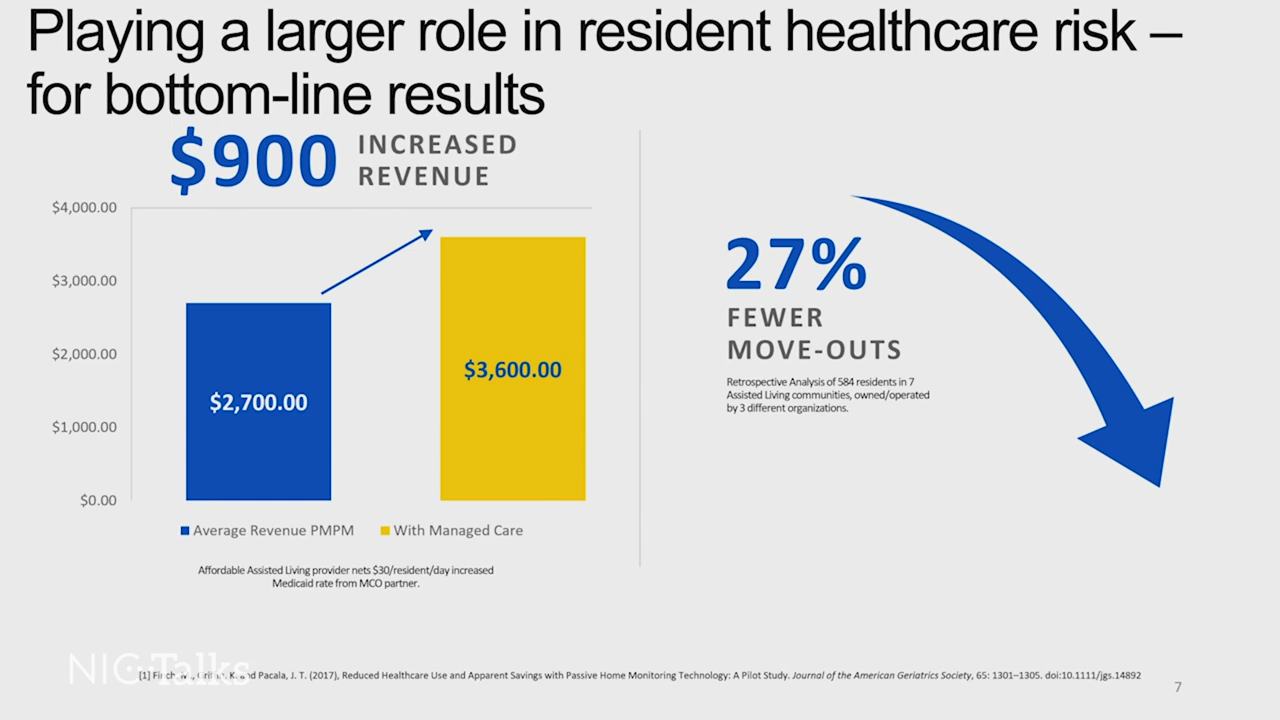 Playing a larger role in resident healthcare risk –
for bottom-line results
$900 INCREASED
REVENUE
$4,000.00
$3,000.00
$2,000.00
$1,000.00
$0.00
$2,700.00
$3,600.00
Average Revenue PMPM With Managed Care
Affordable Assisted Living provider nets $30/resident/day increased
Medicaid rate from MCO partner.
27%
FEWER
MOVE-OUTS
Retrospective Analysis of 584 residents in 7
Assisted Living communities, owned/operated
by 3 different organizations.
NIC Talks
[1] and Pacala, J. T. (2017), Reduced Healthcare Use and Apparent Savings with Passive Home Monitoring Technology: A Pilot Study. Journal of the American Geriatrics Society, 65: 1301–1305. doi:10.1111/jgs.14892
7